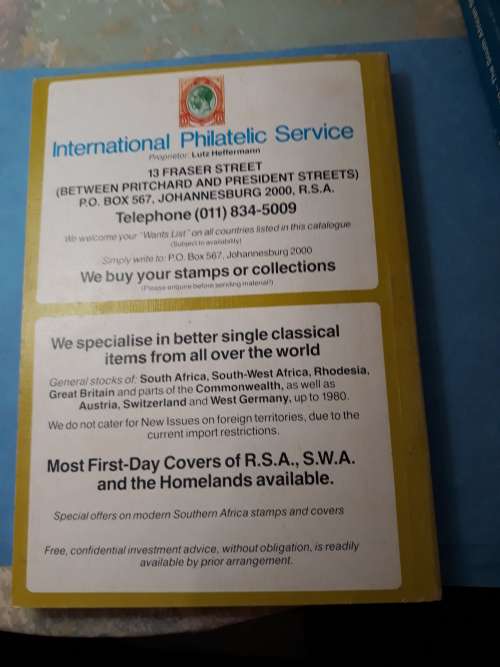 International Philatelic Service
Proprietor: Lutz Heffermann
13 FRASER STREET
(BETWEEN PRITCHARD AND PRESIDENT STREETS)
P.O. BOX 567, JOHANNESBURG 2000, R.S.A.
Telephone (011) 834-5009
We welcome your "Wants List" on all countries listed in this catalogue
(Subject to availability)
Simply write to: P.O. Box 567, Johannesburg 2000
We buy your stamps or collections
(Please enquire before sending material?)
We specialise in better single classical
items from all over the world
General stocks of: South Africa, South-West Africa, Rhodesia,
Great Britain and parts of the Commonwealth, as well as
Austria, Switzerland and West Germany, up to 1980.
We do not cater for New Issues on foreign territories, due to the
current import restrictions.
Most First-Day Covers of R.S.A., S.W.A.
and the Homelands available.
Special offers on modern Southern Africa stamps and covers
Free, confidential investment advice, without obligation, is readily
available by prior arrangement.